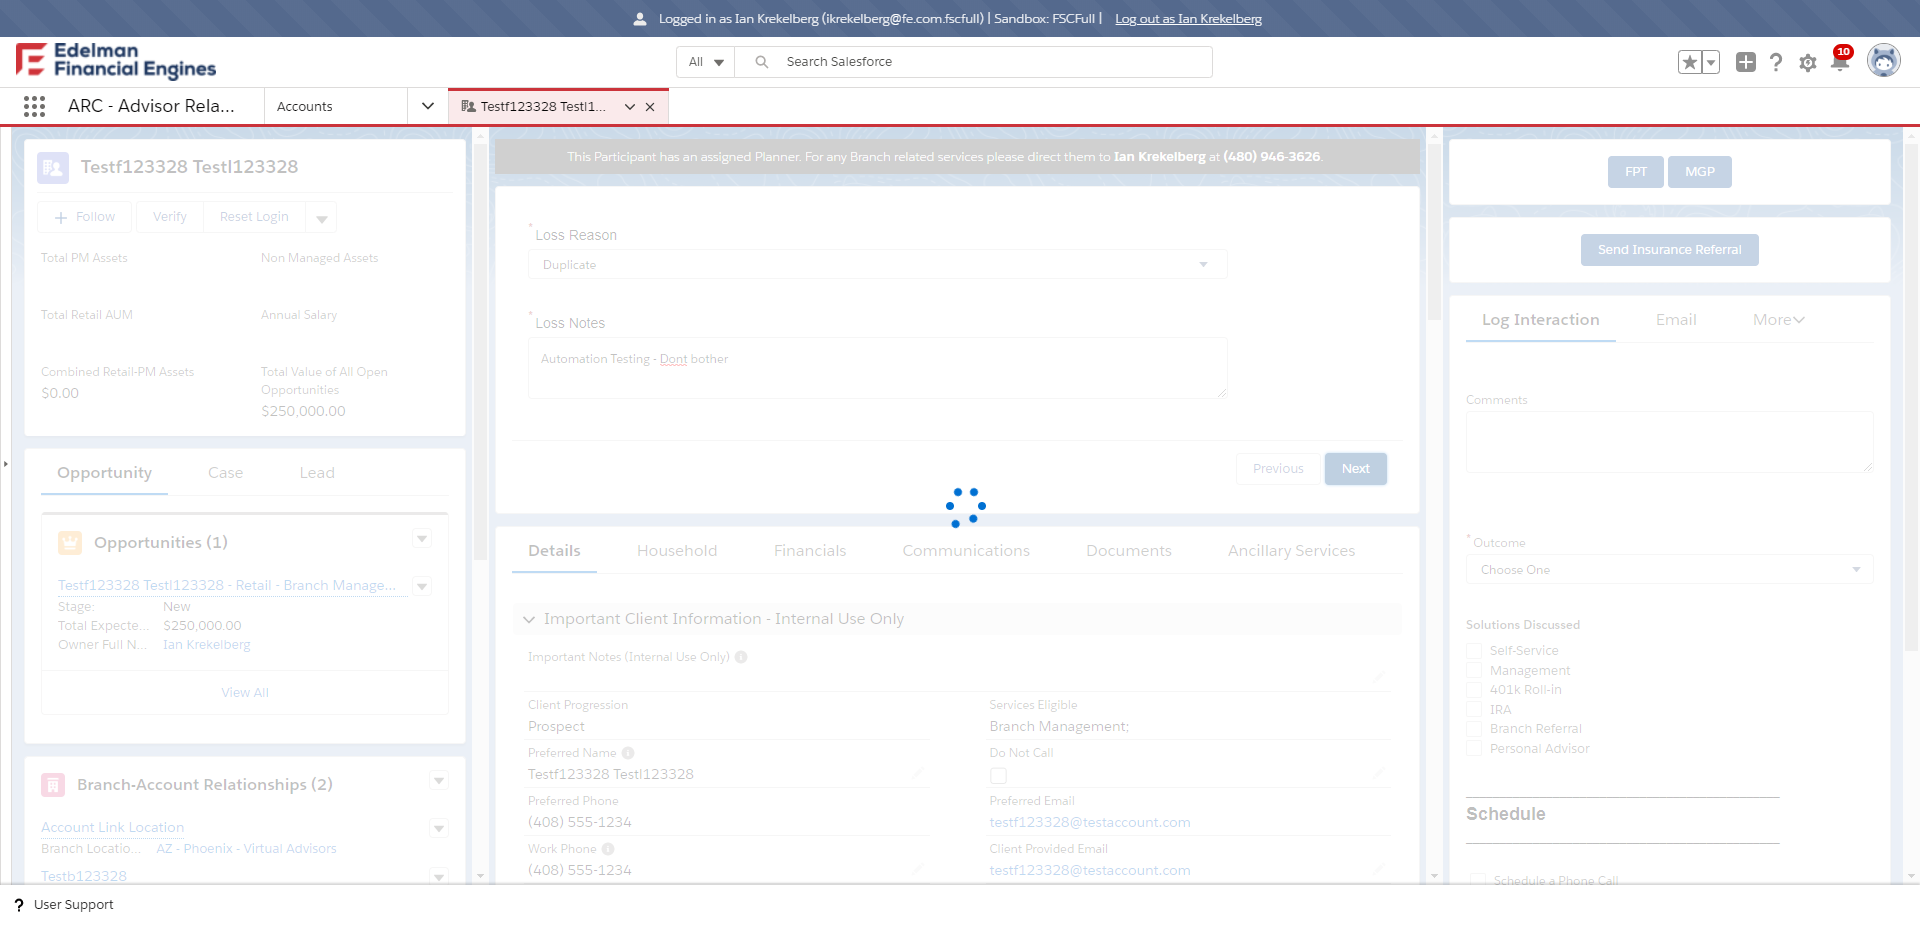 Logged in as Ian Krekelberg (ikrekelberg@fe.com.fscfull) | Sandbox: FSCFull | Log out as Ian Krekelberg
Edelman
Financial Engines
All
Search Salesforce
10
ARC - Advisor Rela...
Accounts
Testf123328 Testl1...
Testf123328 Testl123328
Follow
Verify
Reset Login
Total PM Assets
Non Managed Assets
Total Retail AUM
Annual Salary
Combined Retail-PM Assets
$0.00
Total Value of All Open
Opportunities
$250,000.00
Opportunity
Case
Lead
Opportunities (1)
Testf123328 Testl123328 - Retail - Branch Manage...
Stage: New
Total Expecte... $250,000.00
Owner Full N... Ian Krekelberg
View All
Branch-Account Relationships (2)
Account Link Location
Branch Locatio... AZ - Phoenix - Virtual Advisors
Testb123328
This Participant has an assigned Planner. For any Branch related services please direct them to Ian Krekelberg at (480) 946-3626.
*Loss Reason
Duplicate
*Loss Notes
Automation Testing - Dont bother
Previous
Next
Details
Household
Financials
Communications
Documents
Ancillary Services
Important Client Information - Internal Use Only
Important Notes (Internal Use Only)
Client Progression
Prospect
Services Eligible
Branch Management;
Preferred Name
Testf123328 Testl123328
Do Not Call
Preferred Phone
(408) 555-1234
Preferred Email
testf123328@testaccount.com
Work Phone
(408) 555-1234
Client Provided Email
testf123328@testaccount.com
FPT
MGP
Send Insurance Referral
Log Interaction
Email
More
Comments
*Outcome
Choose One
Solutions Discussed
Self-Service
Management
401k Roll-in
IRA
Branch Referral
Personal Advisor
Schedule
Schedule a Phone Call
? User Support